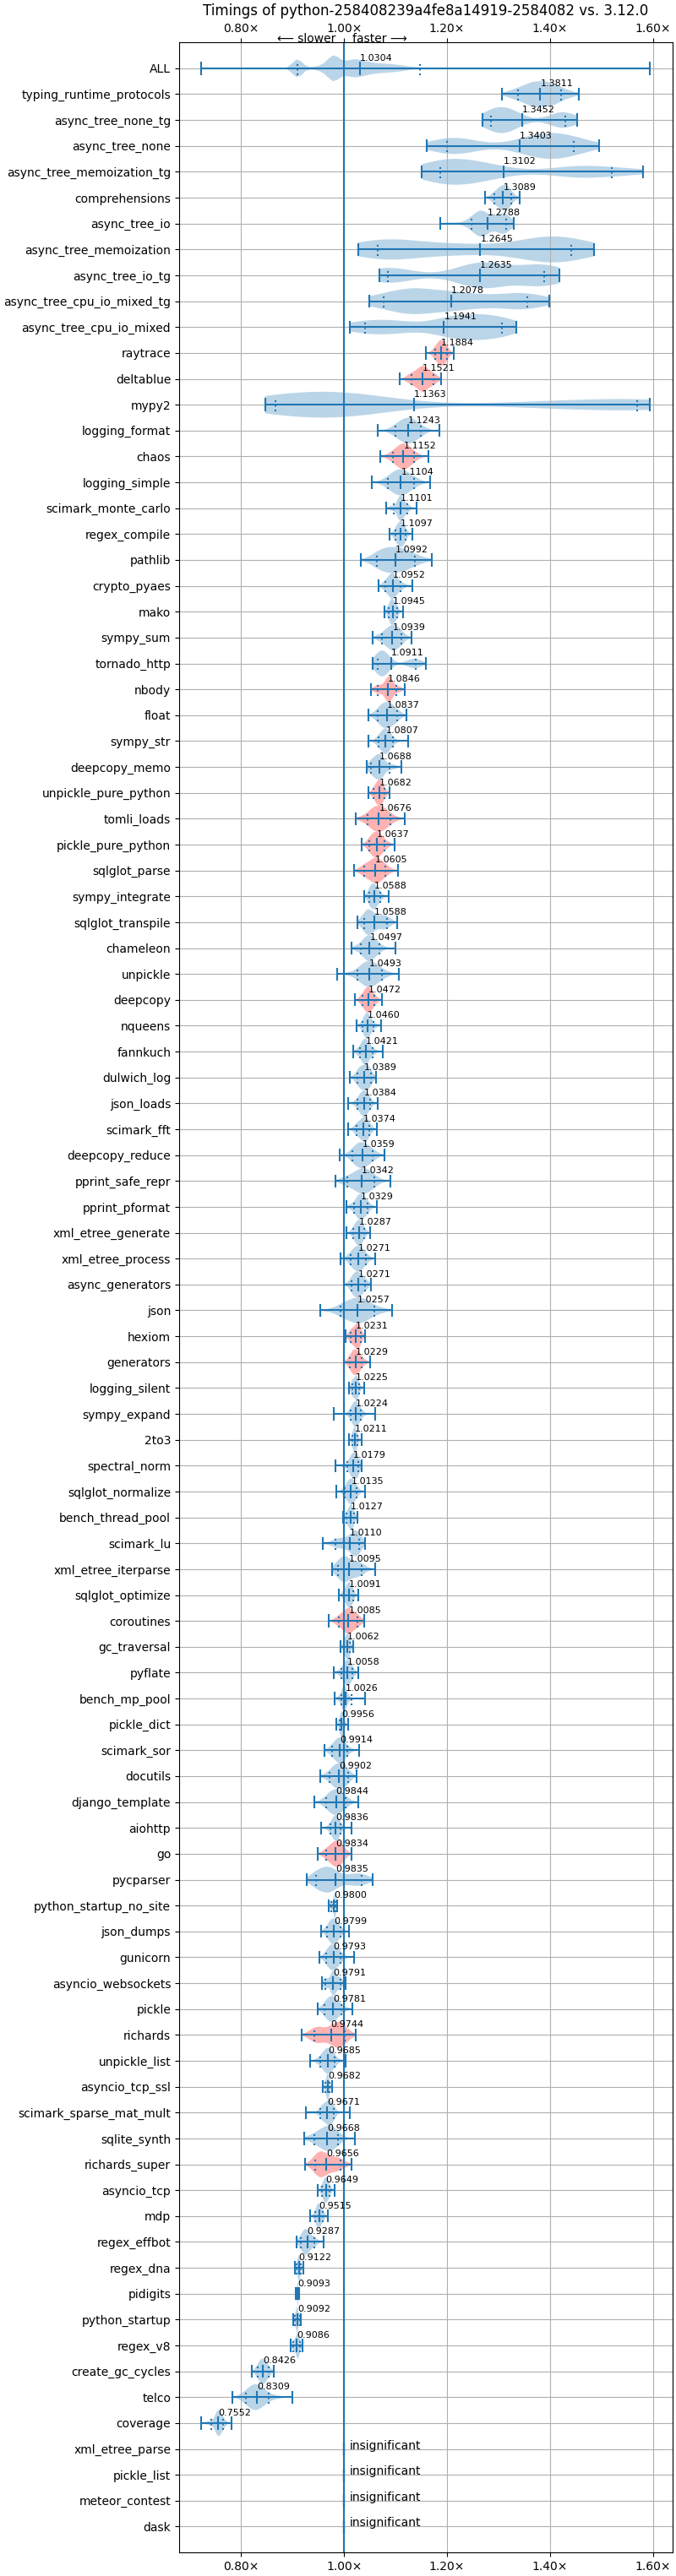 Timings of python-258408239a4fe8a14919-2584082 vs. 3.12.0
0.80× 1.00× 1.20× 1.40× 1.60×
⟵ slower faster ⟶
ALL 1.0304
typing_runtime_protocols 1.3811
async_tree_none_tg 1.3452
async_tree_none 1.3403
async_tree_memoization_tg 1.3102
comprehensions 1.3089
async_tree_io 1.2788
async_tree_memoization 1.2645
async_tree_io_tg 1.2635
async_tree_cpu_io_mixed_tg 1.2078
async_tree_cpu_io_mixed 1.1941
raytrace 1.1884
deltablue 1.1521
mypy2 1.1363
logging_format 1.1243
chaos 1.1152
logging_simple 1.1104
scimark_monte_carlo 1.1101
regex_compile 1.1097
pathlib 1.0992
crypto_pyaes 1.0952
mako 1.0945
sympy_sum 1.0939
tornado_http 1.0911
nbody 1.0846
float 1.0837
sympy_str 1.0807
deepcopy_memo 1.0688
unpickle_pure_python 1.0682
tomli_loads 1.0676
pickle_pure_python 1.0637
sqlglot_parse 1.0605
sympy_integrate 1.0588
sqlglot_transpile 1.0588
chameleon 1.0497
unpickle 1.0493
deepcopy 1.0472
nqueens 1.0460
fannkuch 1.0421
dulwich_log 1.0389
json_loads 1.0384
scimark_fft 1.0374
deepcopy_reduce 1.0359
pprint_safe_repr 1.0342
pprint_pformat 1.0329
xml_etree_generate 1.0287
xml_etree_process 1.0271
async_generators 1.0271
json 1.0257
hexiom 1.0231
generators 1.0229
logging_silent 1.0225
sympy_expand 1.0224
2to3 1.0211
spectral_norm 1.0179
sqlglot_normalize 1.0135
bench_thread_pool 1.0127
scimark_lu 1.0110
xml_etree_iterparse 1.0095
sqlglot_optimize 1.0091
coroutines 1.0085
gc_traversal 1.0062
pyflate 1.0058
bench_mp_pool 1.0026
pickle_dict 0.9956
scimark_sor 0.9914
docutils 0.9902
django_template 0.9844
aiohttp 0.9836
go 0.9834
pycparser 0.9835
python_startup_no_site 0.9800
json_dumps 0.9799
gunicorn 0.9793
asyncio_websockets 0.9791
pickle 0.9781
richards 0.9744
unpickle_list 0.9685
asyncio_tcp_ssl 0.9682
scimark_sparse_mat_mult 0.9671
sqlite_synth 0.9668
richards_super 0.9656
asyncio_tcp 0.9649
mdp 0.9515
regex_effbot 0.9287
regex_dna 0.9122
pidigits 0.9093
python_startup 0.9092
regex_v8 0.9086
create_gc_cycles 0.8426
telco 0.8309
coverage 0.7552
xml_etree_parse insignificant
pickle_list insignificant
meteor_contest insignificant
dask insignificant
0.80× 1.00× 1.20× 1.40× 1.60×